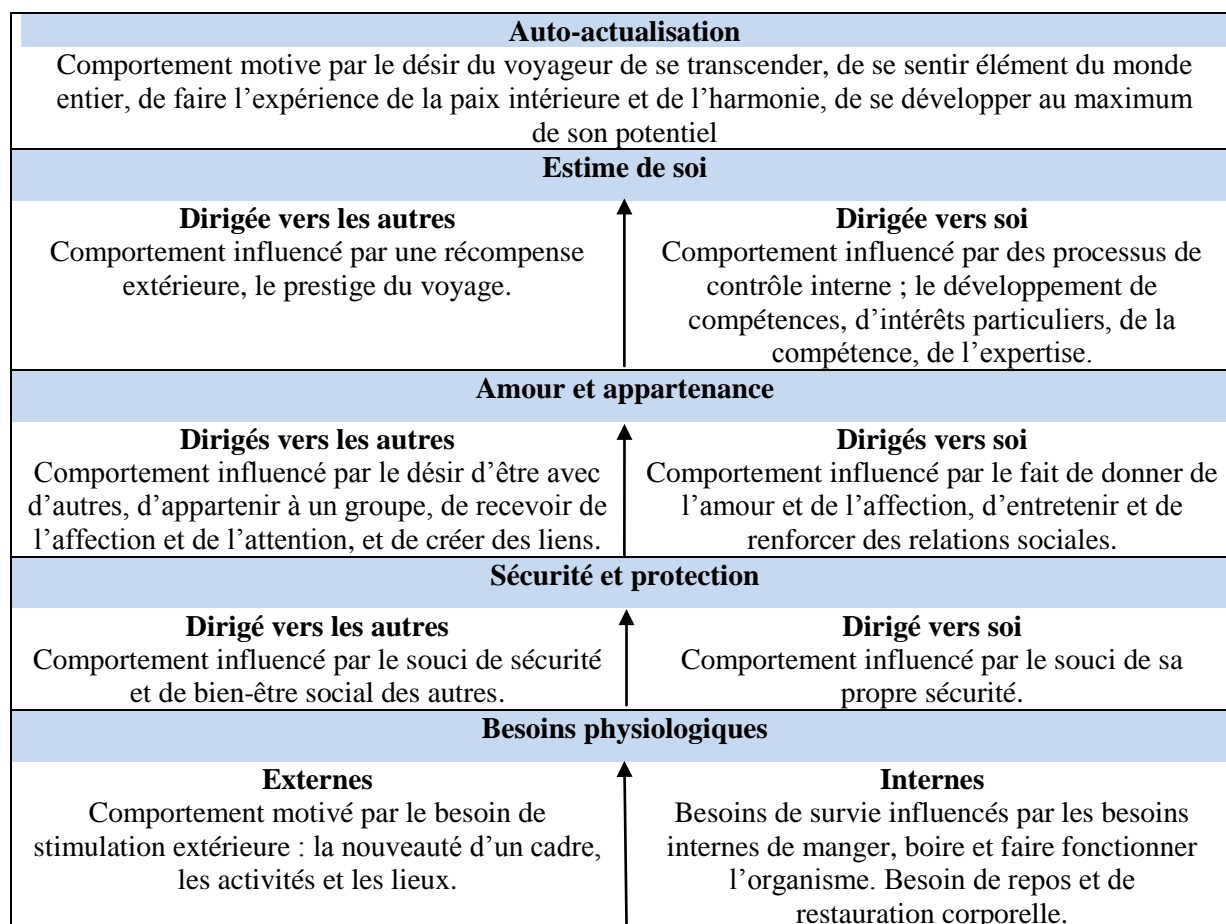 Auto-actualisation
Comportement motive par le désir du voyageur de se transcender, de se sentir élément du monde
entier, de faire l’expérience de la paix intérieure et de l’harmonie, de se développer au maximum
de son potentiel
Estime de soi
Dirigée vers les autres
Comportement influencé par une récompense
extérieure, le prestige du voyage.
Dirigée vers soi
Comportement influencé par des processus de
contrôle interne ; le développement de
compétences, d’intérêts particuliers, de la
compétence, de l’expertise.
Amour et appartenance
Dirigés vers les autres
Comportement influencé par le désir d’être avec
d’autres, d’appartenir à un groupe, de recevoir de
l’affection et de l’attention, et de créer des liens.
Dirigés vers soi
Comportement influencé par le fait de donner de
l’amour et de l’affection, d’entretenir et de
renforcer des relations sociales.
Sécurité et protection
Dirigé vers les autres
Comportement influencé par le souci de sécurité
et de bien-être social des autres.
Dirigé vers soi
Comportement influencé par le souci de sa
propre sécurité.
Besoins physiologiques
Externes
Comportement motivé par le besoin de
stimulation extérieure : la nouveauté d’un cadre,
les activités et les lieux.
Internes
Besoins de survie influencés par les besoins
internes de manger, boire et faire fonctionner
l’organisme. Besoin de repos et de
restauration corporelle.